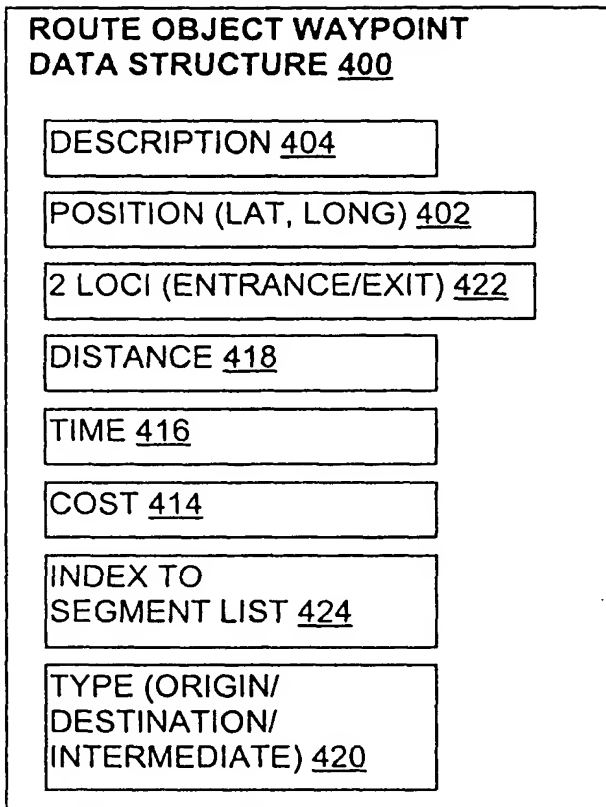 ROUTE OBJECT WAYPOINT
DATA STRUCTURE 400
DESCRIPTION 404
POSITION (LAT, LONG) 402
2 LOCI (ENTRANCE/EXIT) 422
DISTANCE 418
TIME 416
COST 414
INDEX TO
SEGMENT LIST 424
TYPE (ORIGIN/
DESTINATION/
INTERMEDIATE) 420